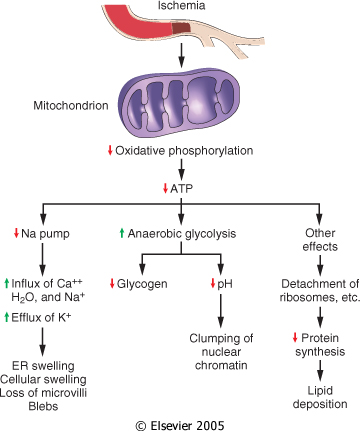 Ischemia
Mitochondrion
↓ Oxidative phosphorylation
↓ ATP
↓ Na pump
↑ Anaerobic glycolysis
Other
effects
↑ Influx of Ca++
H2O, and Na+
↑ Efflux of K+
↓ Glycogen
↓ pH
Detachment of
ribosomes, etc.
Clumping of
nuclear
chromatin
↓ Protein
synthesis
ER swelling
Cellular swelling
Loss of microvilli
Blebs
Lipid
deposition
© Elsevier 2005